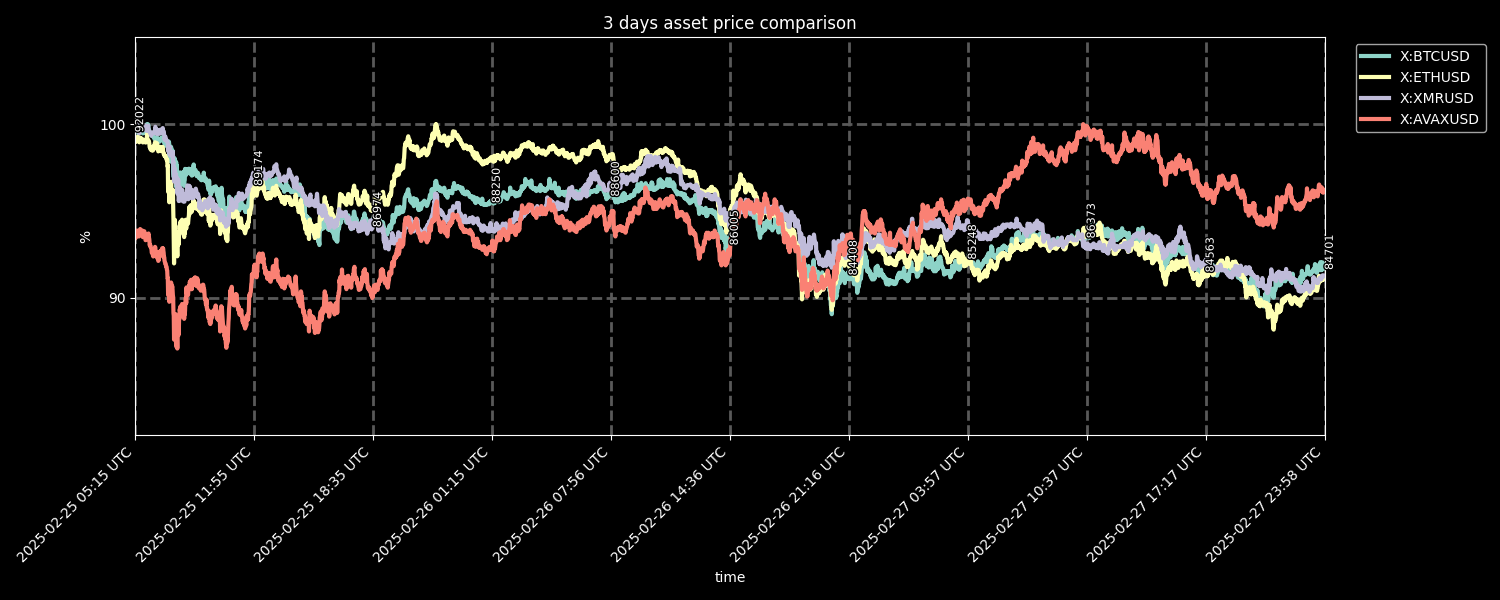 3 days asset price comparison
X:BTCUSD
X:ETHUSD
X:XMRUSD
X:AVAXUSD
100
90
%
92022
89174
86974
88250
88600
86005
84408
85248
86373
84563
84701
2025-02-25 05:15 UTC
2025-02-25 11:55 UTC
2025-02-25 18:35 UTC
2025-02-26 01:15 UTC
2025-02-26 07:56 UTC
2025-02-26 14:36 UTC
2025-02-26 21:16 UTC
2025-02-27 03:57 UTC
2025-02-27 10:37 UTC
2025-02-27 17:17 UTC
2025-02-27 23:58 UTC
time